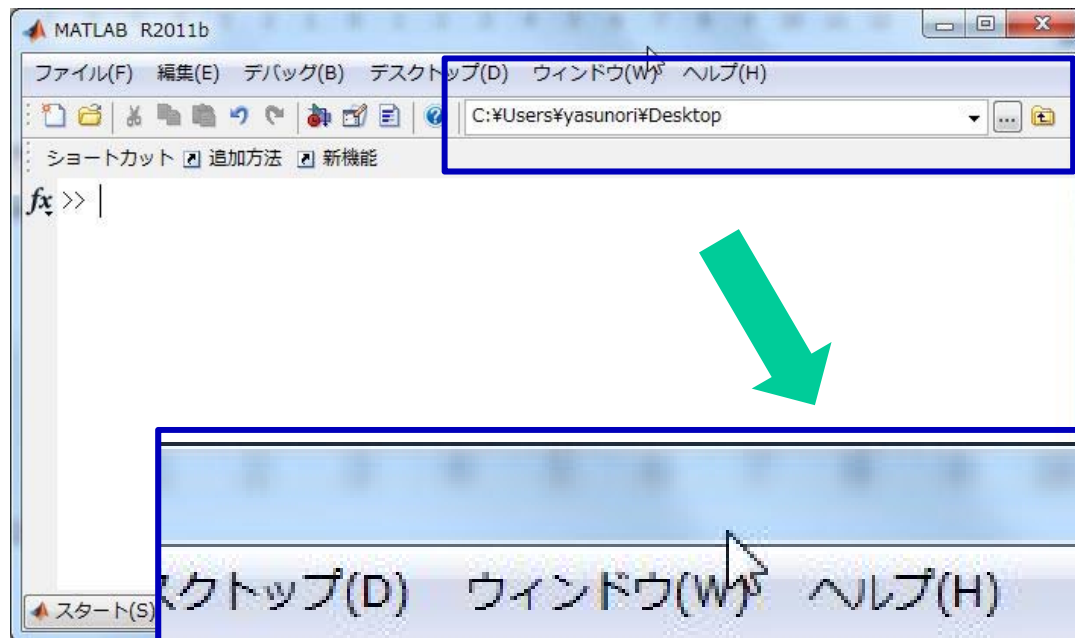 MATLAB R2011b
ファイル(F) 編集(E) デバッグ(B) デスクトップ(D) ウィンドウ(W) ヘルプ(H)
C:¥Users¥yasunori¥Desktop
ショートカット 追加方法 新機能
fx >>
スクトップ(D) ウィンドウ(W) ヘルプ(H)
スタート(S)